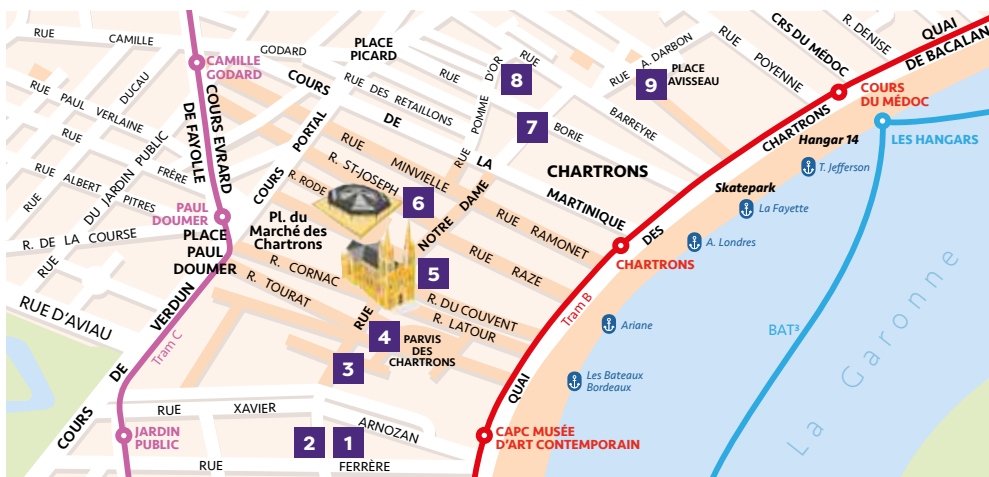 RUE CAMILLE GODARD
CAMILLE
GODARD
PLACE
PICARD
RUE
RUE A. DARBON
RUE POYENNE
CRS DU MÉDOC
R. DENISE
QUAI
DE BACALAN
PLACE
AVISSEAU
8
9
COURS
DU MÉDOC
LES HANGARS
Hangar 14
T. Jefferson
DUCAU
RUE PAUL VERLAINE
COURS EVRARD
DE FAYOLLE
COURS PORTAL
RUE DES RETAILLONS
RUE POMME D'OR
7
RUE BORIE
RUE BARREYRE
COURS DE LA MARTINIQUE
CHARTRONS
Skatepark
La Fayette
A. Londres
QUAI DES CHARTRONS
CHARTRONS
RUE
RUE ALBERT PITRES
FRÈRE
RUE DU JARDIN PUBLIC
R. DE LA COURSE
PAUL
DOUMER
PLACE
PAUL
DOUMER
RUE MINVIELLE
R. ST-JOSEPH
R. RODE
6
Pl. du
Marché des
Chartrons
RUE NOTRE DAME
RUE RAMONET
RUE RAZE
5
R. CORNAC
R. TOURAT
R. DU COUVENT
R. LATOUR
4
PARVIS
DES
CHARTRONS
3
Tram B
Ariane
Les Bateaux
Bordeaux
BAT³
La Garonne
RUE D'AVIAU
COURS DE VERDUN
Tram C
JARDIN
PUBLIC
RUE XAVIER ARNOZAN
2
1
RUE FERRÈRE
CAPC MUSÉE
D'ART CONTEMPORAIN